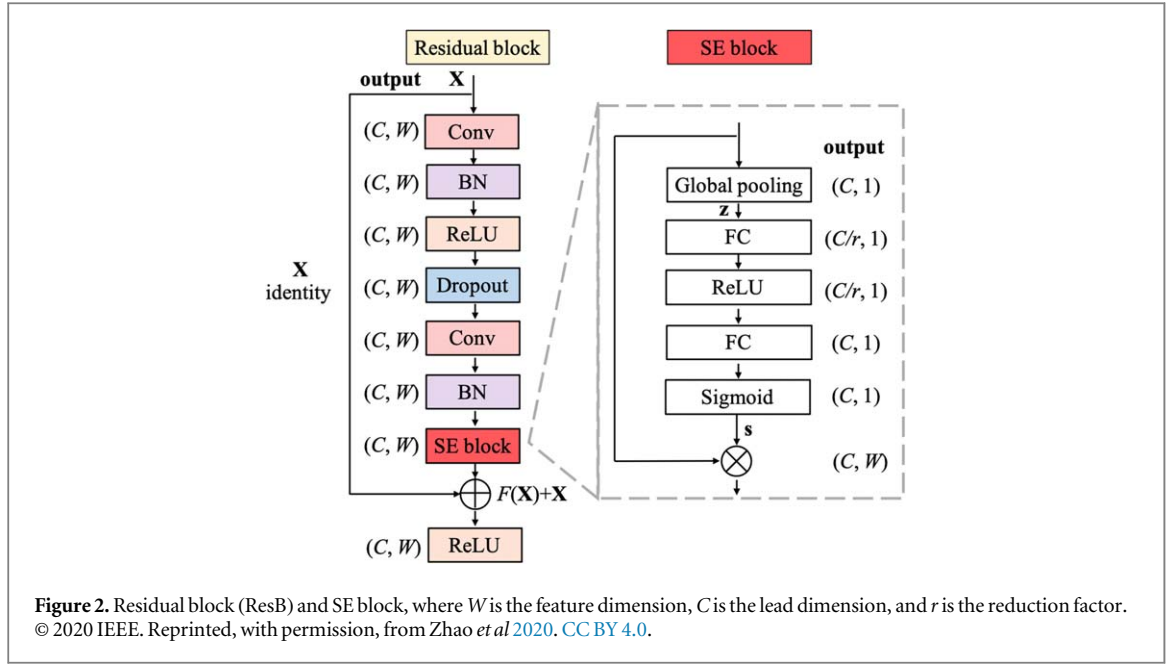 Residual block
output X
(C, W) Conv
(C, W) BN
(C, W) ReLU
X
identity
(C, W) Dropout
(C, W) Conv
(C, W) BN
(C, W) SE block
F(X)+X
(C, W) ReLU
SE block
output
Global pooling (C, 1)
z
FC (C/r, 1)
ReLU (C/r, 1)
FC (C, 1)
Sigmoid (C, 1)
s
(C, W)
Figure 2. Residual block (ResB) and SE block, where W is the feature dimension, C is the lead dimension, and r is the reduction factor.
© 2020 IEEE. Reprinted, with permission, from Zhao et al 2020. CC BY 4.0.